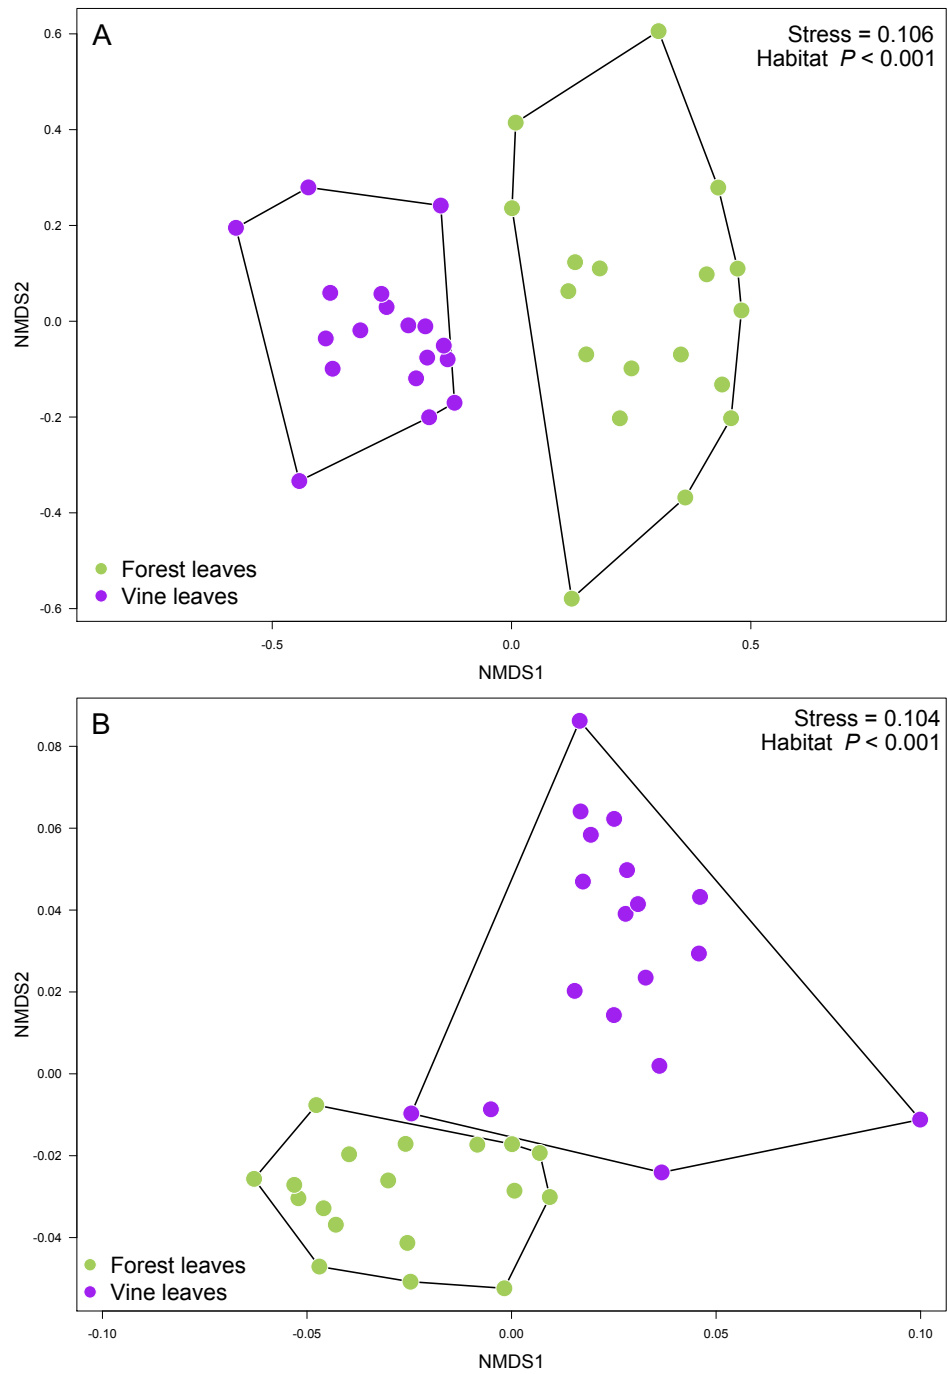 A
Stress = 0.106
Habitat P < 0.001
0.6
0.4
0.2
0.0
-0.2
-0.4
-0.6
NMDS2
Forest leaves
Vine leaves
-0.5
0.0
0.5
NMDS1
B
Stress = 0.104
Habitat P < 0.001
0.08
0.06
0.04
0.02
0.00
-0.02
-0.04
NMDS2
Forest leaves
Vine leaves
-0.10
-0.05
0.00
0.05
0.10
NMDS1